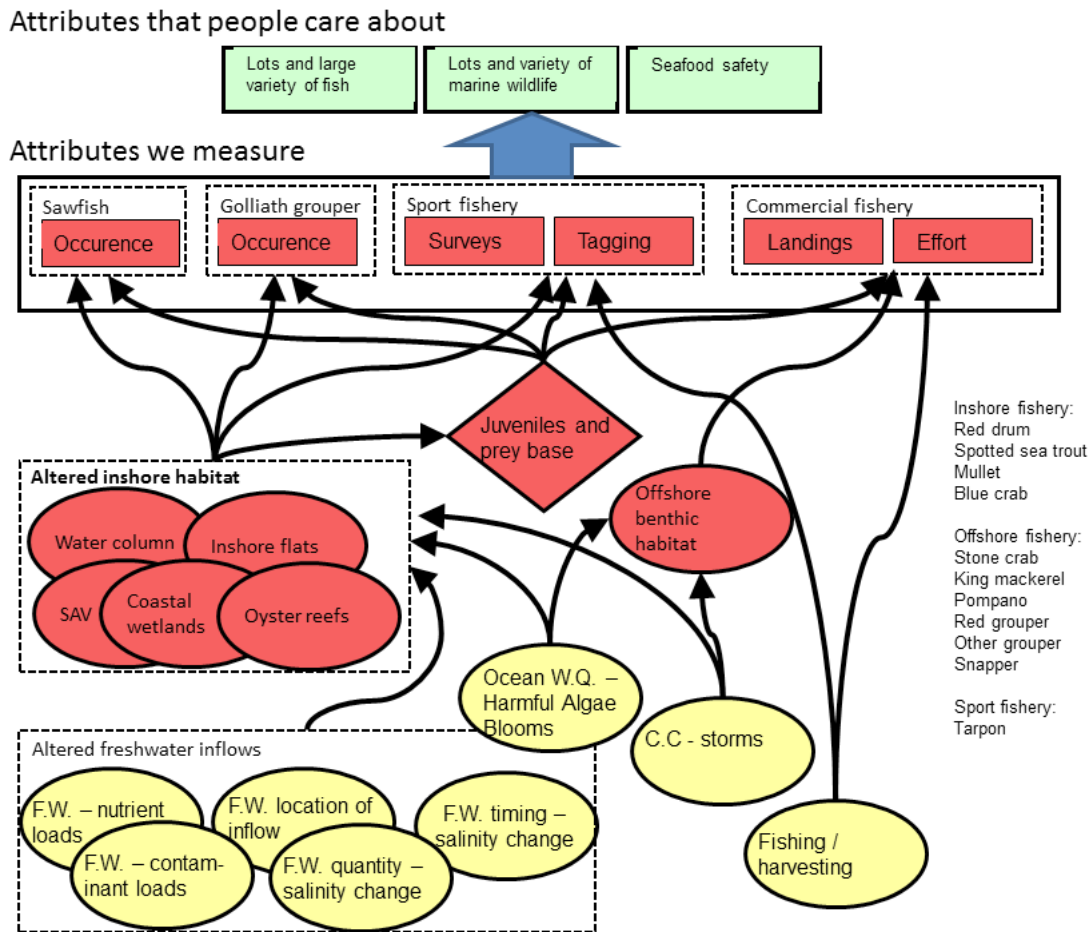 Attributes that people care about
Lots and large
variety of fish
Lots and variety of
marine wildlife
Seafood safety
Attributes we measure
Sawfish
Occurence
Golliath grouper
Occurence
Sport fishery
Surveys
Tagging
Commercial fishery
Landings
Effort
Juveniles and
prey base
Altered inshore habitat
Water column
Inshore flats
SAV
Coastal
wetlands
Oyster reefs
Offshore
benthic
habitat
Inshore fishery:
Red drum
Spotted sea trout
Mullet
Blue crab
Offshore fishery:
Stone crab
King mackerel
Pompano
Red grouper
Other grouper
Snapper
Sport fishery:
Tarpon
Ocean W.Q. –
Harmful Algae
Blooms
C.C - storms
Altered freshwater inflows
F.W. – nutrient
loads
F.W. location of
inflow
F.W. timing –
salinity change
F.W. – contam-
inant loads
F.W. quantity –
salinity change
Fishing /
harvesting